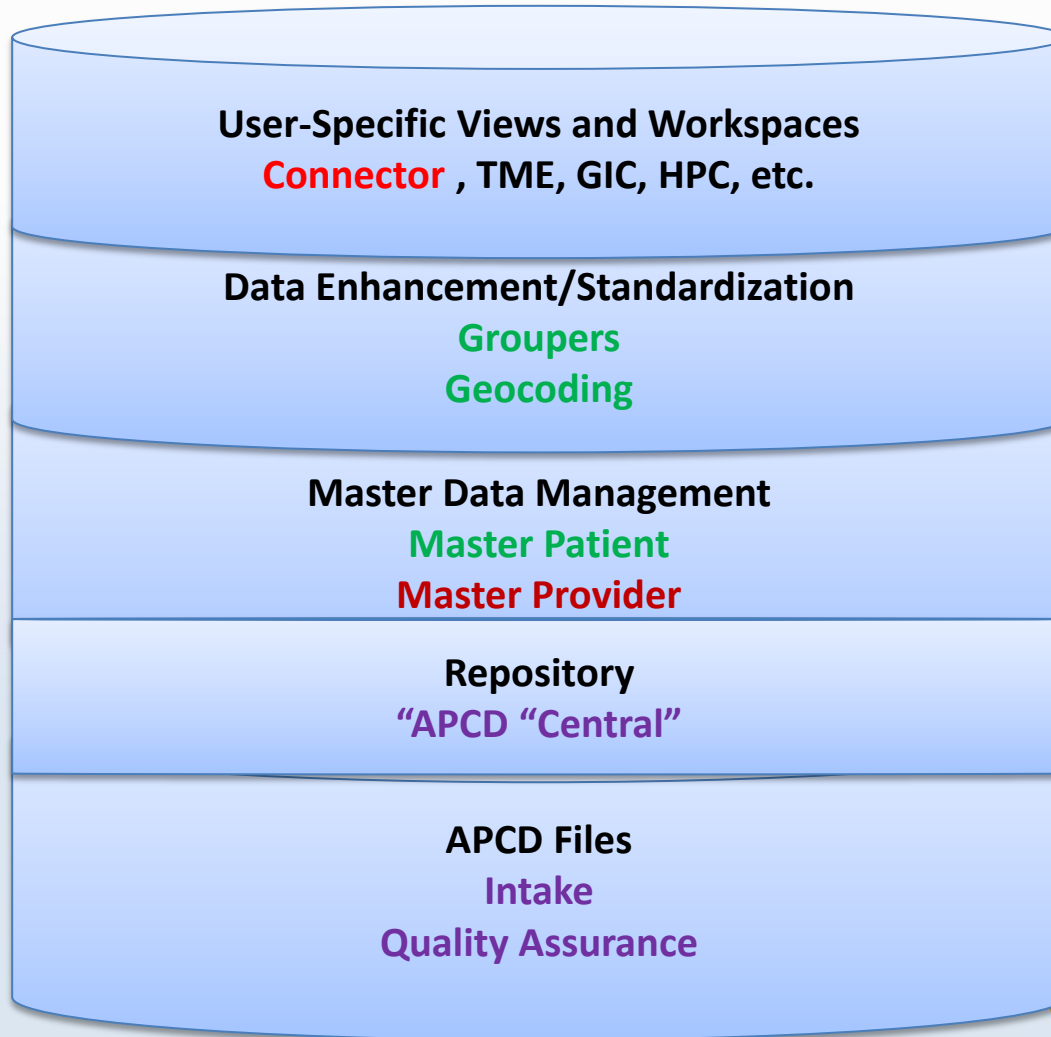 User-Specific Views and Workspaces
Connector , TME, GIC, HPC, etc.
Data Enhancement/Standardization
Groupers
Geocoding
Master Data Management
Master Patient
Master Provider
Repository
“APCD “Central”
APCD Files
Intake
Quality Assurance